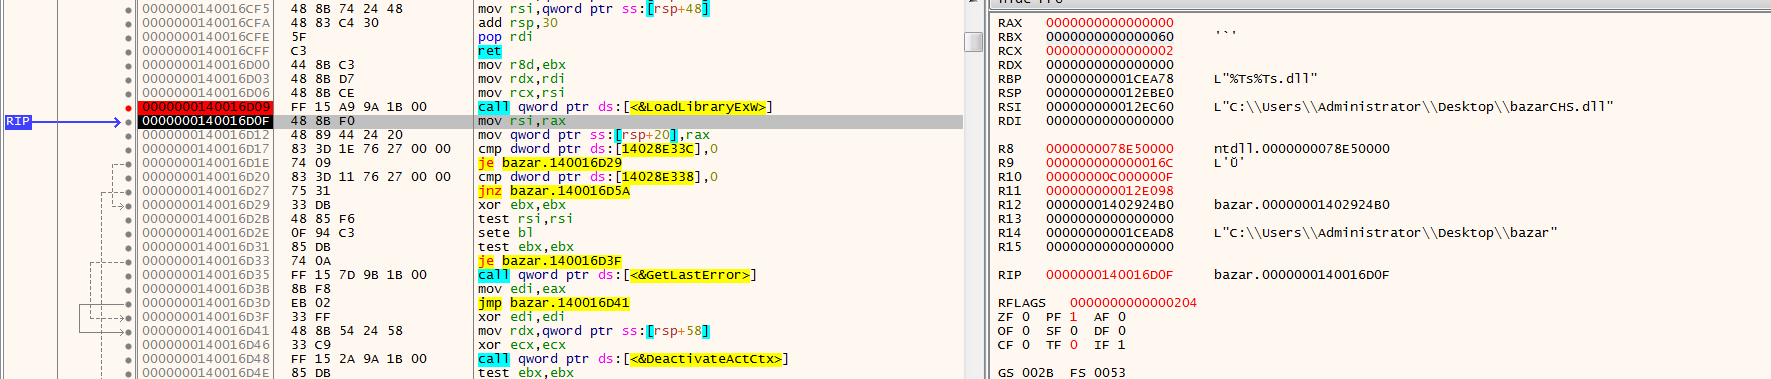 0000000140016CF5 48 8B 74 24 48 mov rsi,qword ptr ss:[rsp+48]
0000000140016CFA 48 83 C4 30 add rsp,30
0000000140016CFE 5F pop rdi
0000000140016CFF C3 ret
0000000140016D00 44 8B C3 mov r8d,ebx
0000000140016D03 48 8B D7 mov rdx,rdi
0000000140016D06 48 8B CE mov rcx,rsi
0000000140016D09 FF 15 A9 9A 1B 00 call qword ptr ds:[<&LoadLibraryExW>]
RIP 0000000140016D0F 48 8B F0 mov rsi,rax
0000000140016D12 48 89 44 24 20 mov qword ptr ss:[rsp+20],rax
0000000140016D17 83 3D 1E 76 27 00 00 cmp dword ptr ds:[14028E33C],0
0000000140016D1E 74 09 je bazar.140016D29
0000000140016D20 83 3D 11 76 27 00 00 cmp dword ptr ds:[14028E338],0
0000000140016D27 75 31 jnz bazar.140016D5A
0000000140016D29 33 DB xor ebx,ebx
0000000140016D2B 48 85 F6 test rsi,rsi
0000000140016D2E 0F 94 C3 sete bl
0000000140016D31 85 DB test ebx,ebx
0000000140016D33 74 0A je bazar.140016D3F
0000000140016D35 FF 15 7D 9B 1B 00 call qword ptr ds:[<&GetLastError>]
0000000140016D3B 8B F8 mov edi,eax
0000000140016D3D EB 02 jmp bazar.140016D41
0000000140016D3F 33 FF xor edi,edi
0000000140016D41 48 8B 54 24 58 mov rdx,qword ptr ss:[rsp+58]
0000000140016D46 33 C9 xor ecx,ecx
0000000140016D48 FF 15 2A 9A 1B 00 call qword ptr ds:[<&DeactivateActCtx>]
0000000140016D4E 85 DB test ebx,ebx
RAX 0000000000000000
RBX 0000000000000060 '`'
RCX 0000000000000002
RDX 0000000000000000
RBP 00000000001CEA78 L"%Ts%Ts.dll"
RSP 000000000012EBE0
RSI 000000000012EC60 L"C:\\Users\\Administrator\\Desktop\\bazarCHS.dll"
RDI 0000000000000000
R8 0000000078E50000 ntdll.0000000078E50000
R9 000000000000016C L'Ŭ'
R10 00000000C000000F
R11 000000000012E098
R12 00000001402924B0 bazar.00000001402924B0
R13 0000000000000000
R14 00000000001CEAD8 L"C:\\Users\\Administrator\\Desktop\\bazar"
R15 0000000000000000
RIP 0000000140016D0F bazar.0000000140016D0F
RFLAGS 0000000000000204
ZF 0 PF 1 AF 0
OF 0 SF 0 DF 0
CF 0 TF 0 IF 1
GS 002B FS 0053